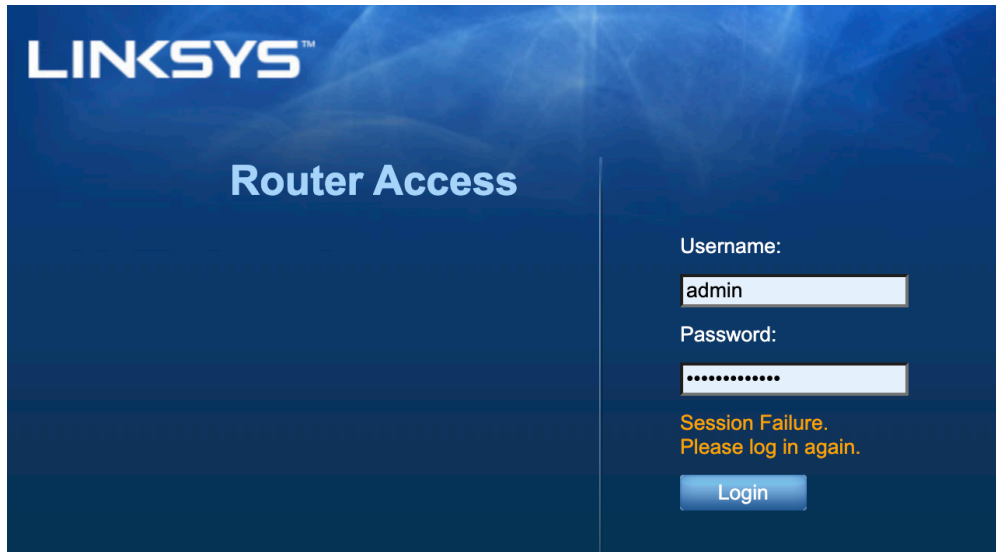 LINKSYS™
Router Access
Username:
admin
Password:
•••••••••••••
Session Failure.
Please log in again.
Login